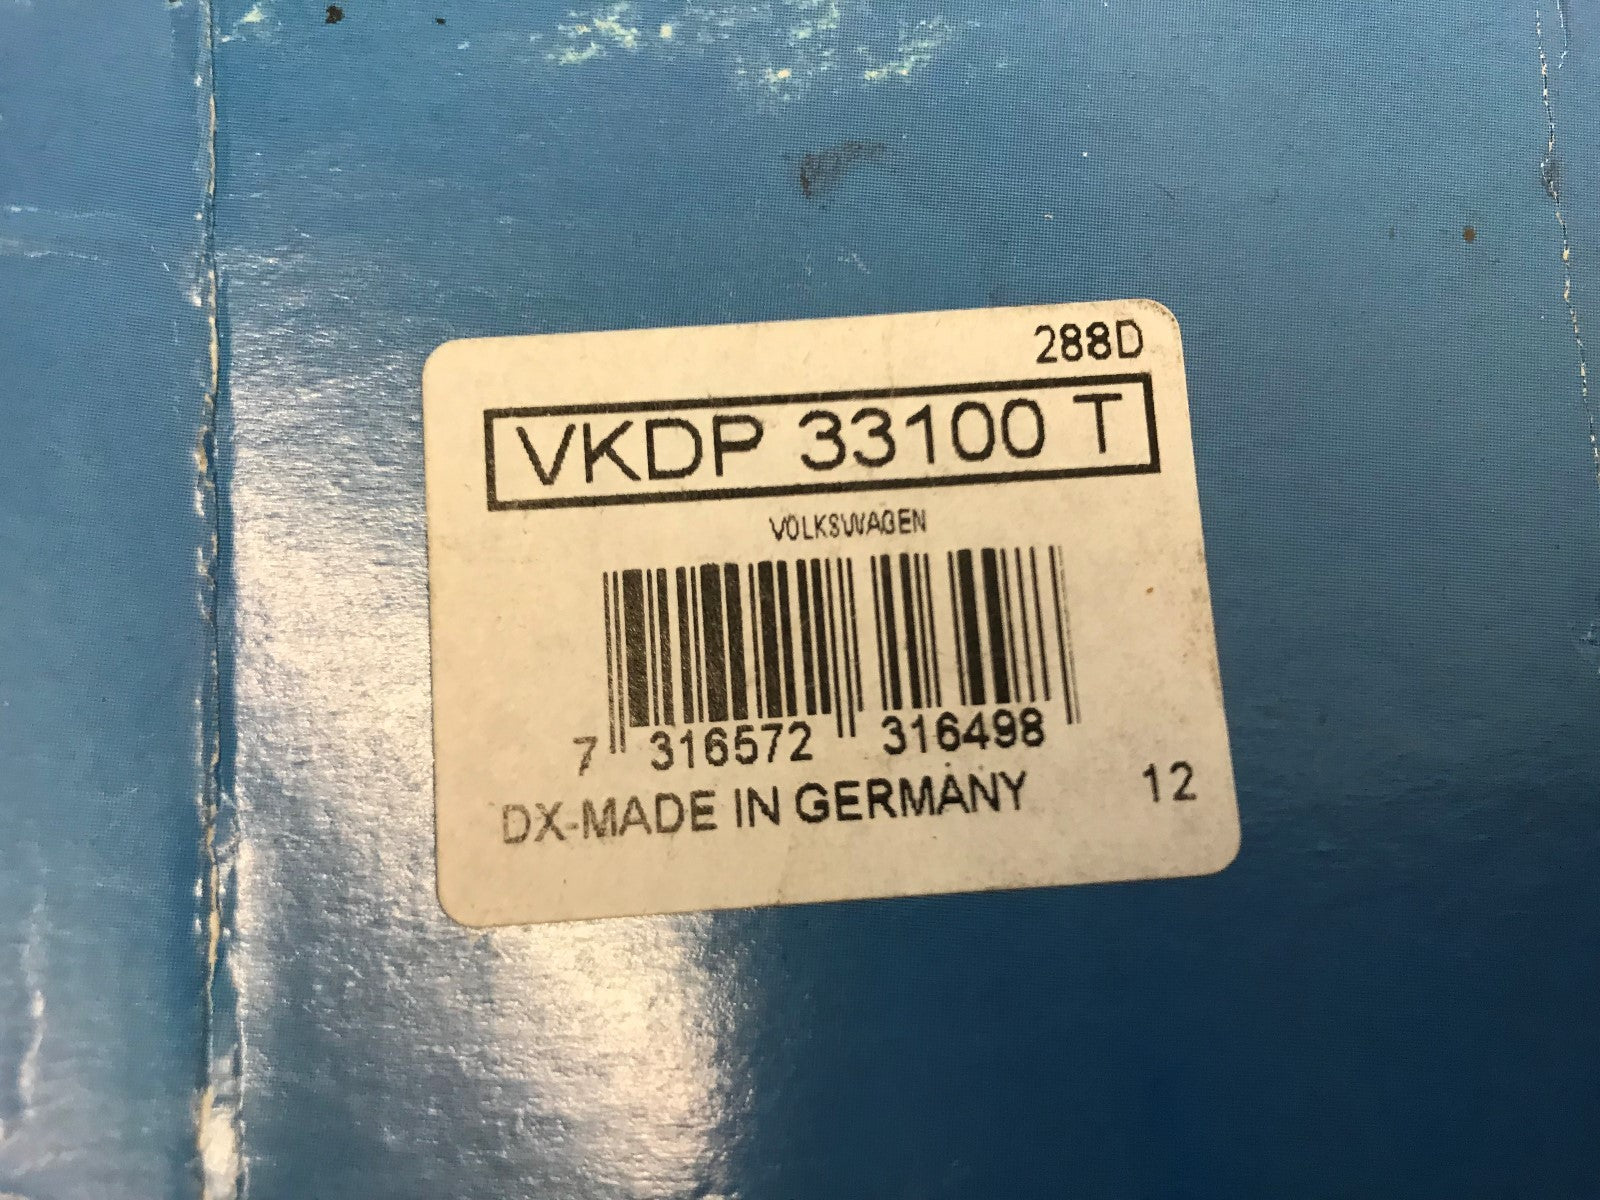 288D
VKDP 33100 T
VOLKSWAGEN
7 316572 316498
DX-MADE IN GERMANY 12